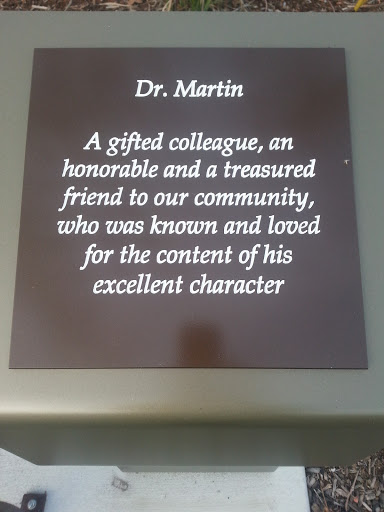 Dr. Martin
A gifted colleague, an
honorable and a treasured
friend to our community,
who was known and loved
for the content of his
excellent character